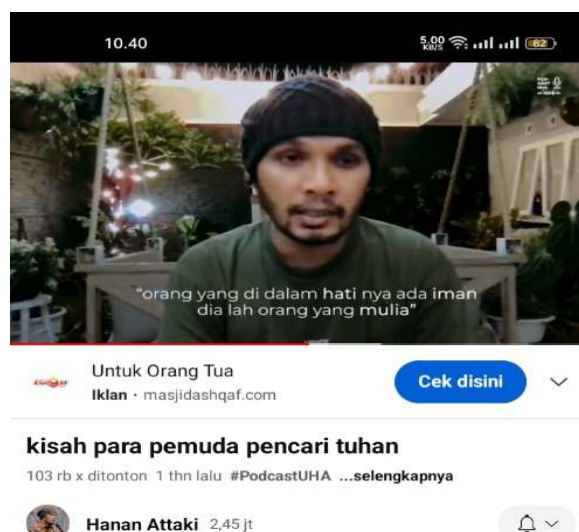 10.40
5.00 KB/S
82
"orang yang di dalam hati nya ada iman
dia lah orang yang mulia"
Untuk Orang Tua
Iklan · masjidashqaf.com
Cek disini
kisah para pemuda pencari tuhan
103 rb x ditonton 1 thn lalu #PodcastUHA ...selengkapnya
Hanan Attaki 2,45 jt